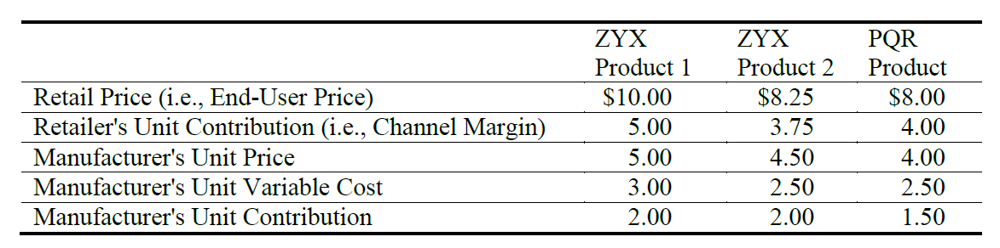 ZYX ZYX PQR
Product 1 Product 2 Product
Retail Price (i.e., End-User Price) $10.00 $8.25 $8.00
Retailer's Unit Contribution (i.e., Channel Margin) 5.00 3.75 4.00
Manufacturer's Unit Price 5.00 4.50 4.00
Manufacturer's Unit Variable Cost 3.00 2.50 2.50
Manufacturer's Unit Contribution 2.00 2.00 1.50